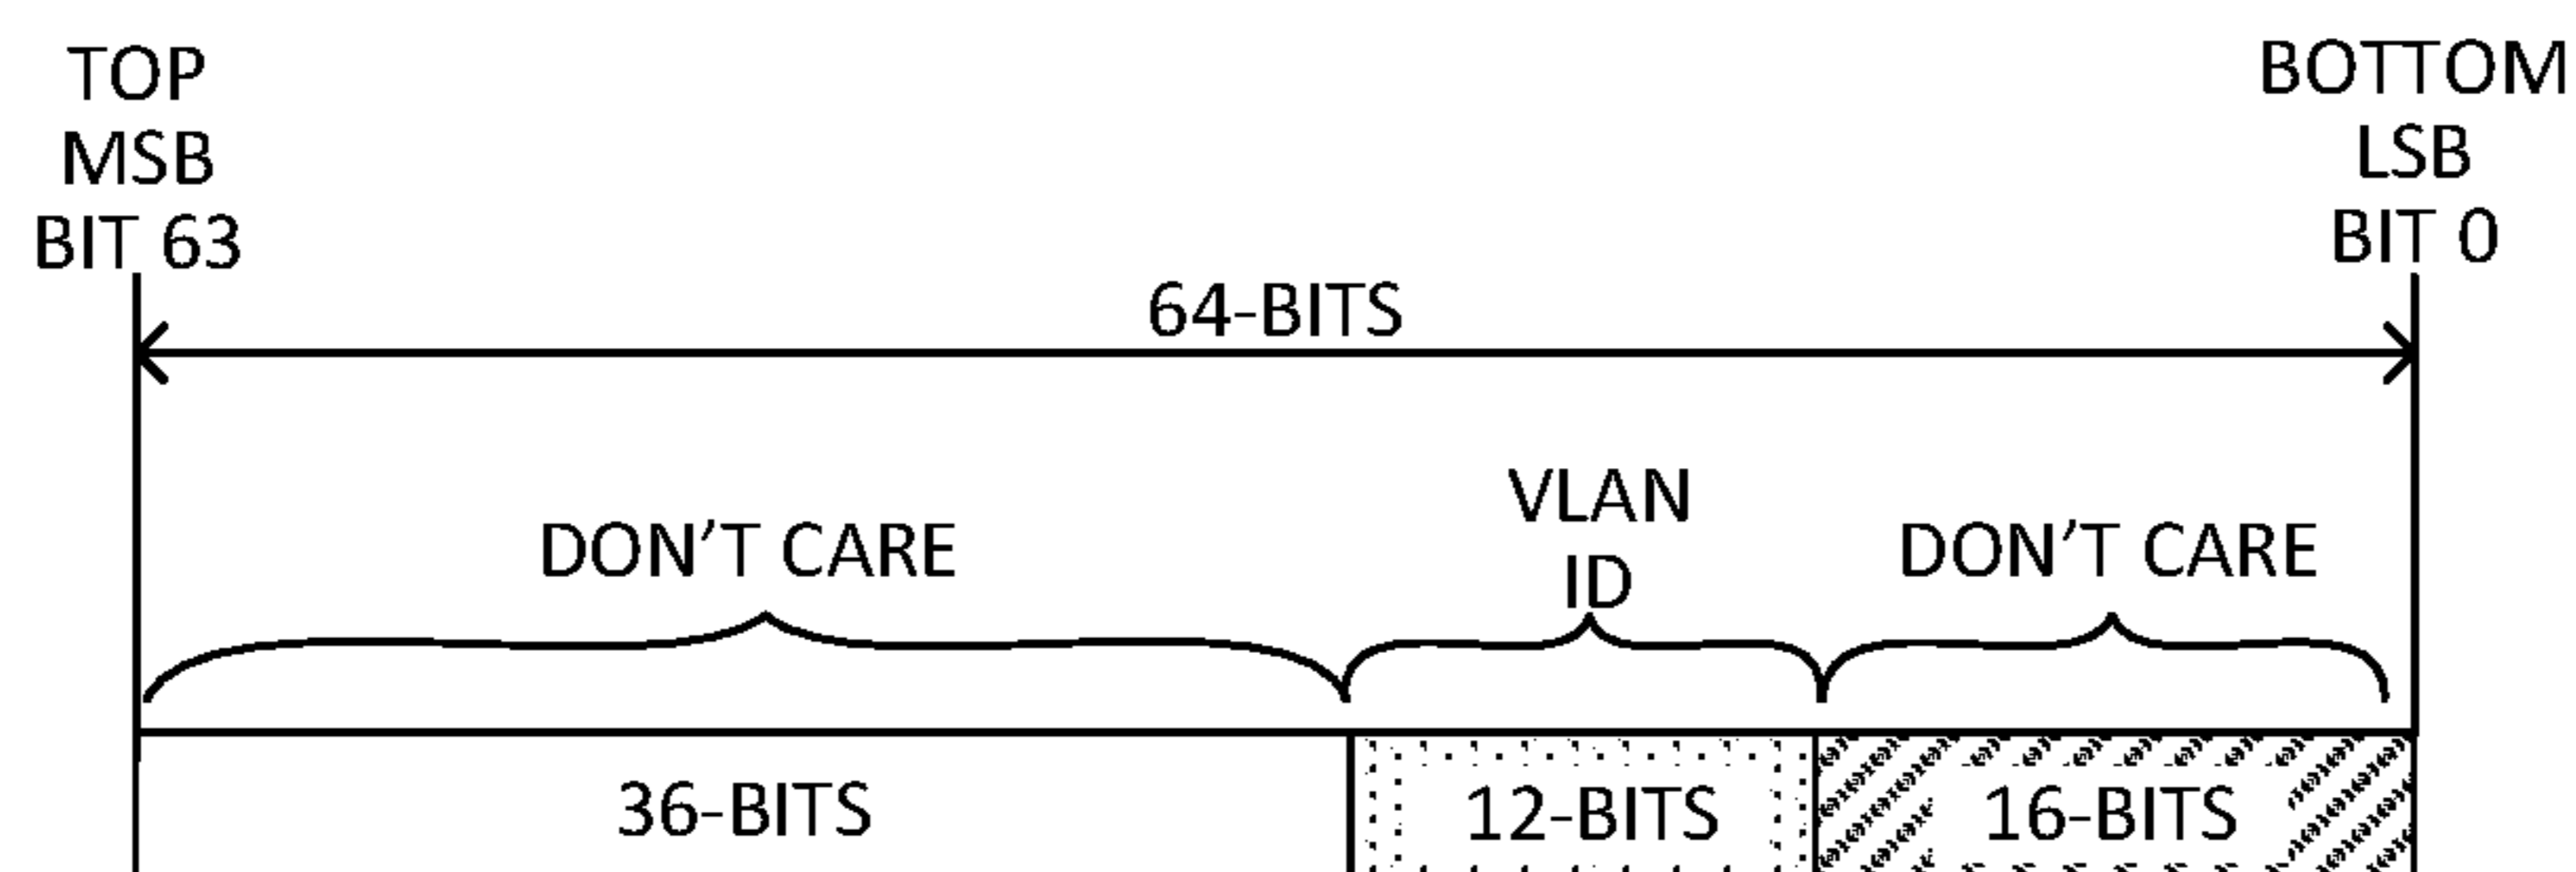 TOP
MSB
BIT 63
BOTTOM
LSB
BIT 0
64-BITS
DON'T CARE
VLAN
ID
DON'T CARE
36-BITS
12-BITS
16-BITS